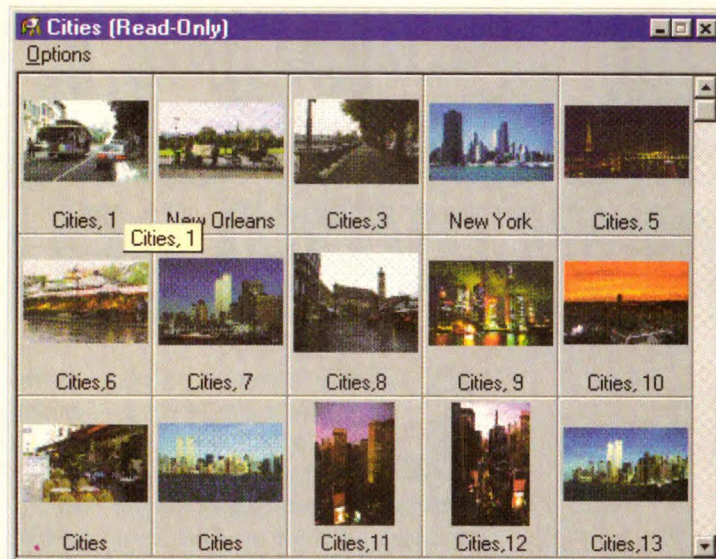 Cities (Read-Only)
Options
Cities, 1 New Orleans Cities,3 New York Cities, 5
Cities, 1
Cities,6 Cities, 7 Cities,8 Cities, 9 Cities, 10
Cities Cities Cities,11 Cities,12 Cities,13